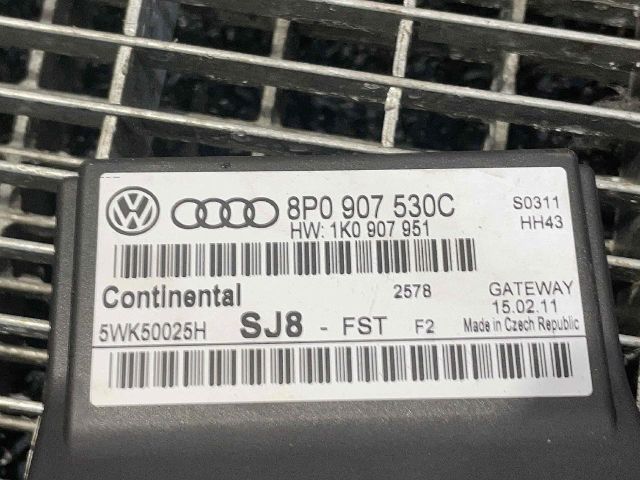 8P0 907 530C S0311
HW: 1K0 907 951 HH43
Continental 2578 GATEWAY
15.02.11
5WK50025H SJ8 - FST F2 Made in Czech Republic